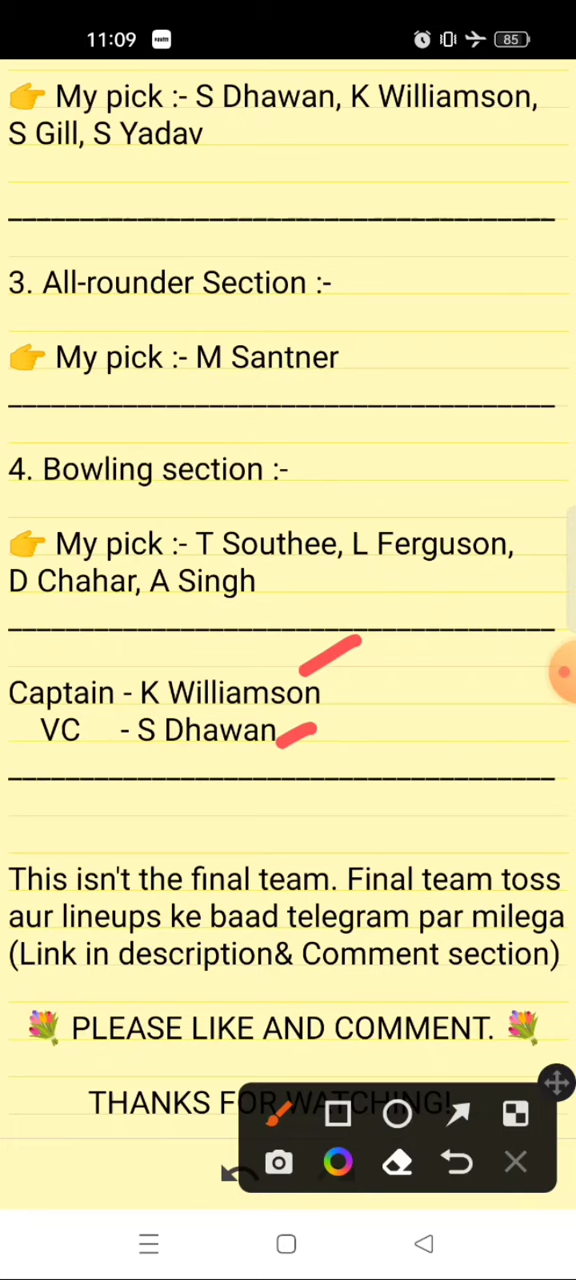 11:09
85
👉 My pick :- S Dhawan, K Williamson,
S Gill, S Yadav
3. All-rounder Section :-
👉 My pick :- M Santner
4. Bowling section :-
👉 My pick :- T Southee, L Ferguson,
D Chahar, A Singh
Captain - K Williamson
VC - S Dhawan
This isn't the final team. Final team toss
aur lineups ke baad telegram par milega
(Link in description& Comment section)
💐 PLEASE LIKE AND COMMENT. 💐
THANKS FOR WATCHING!